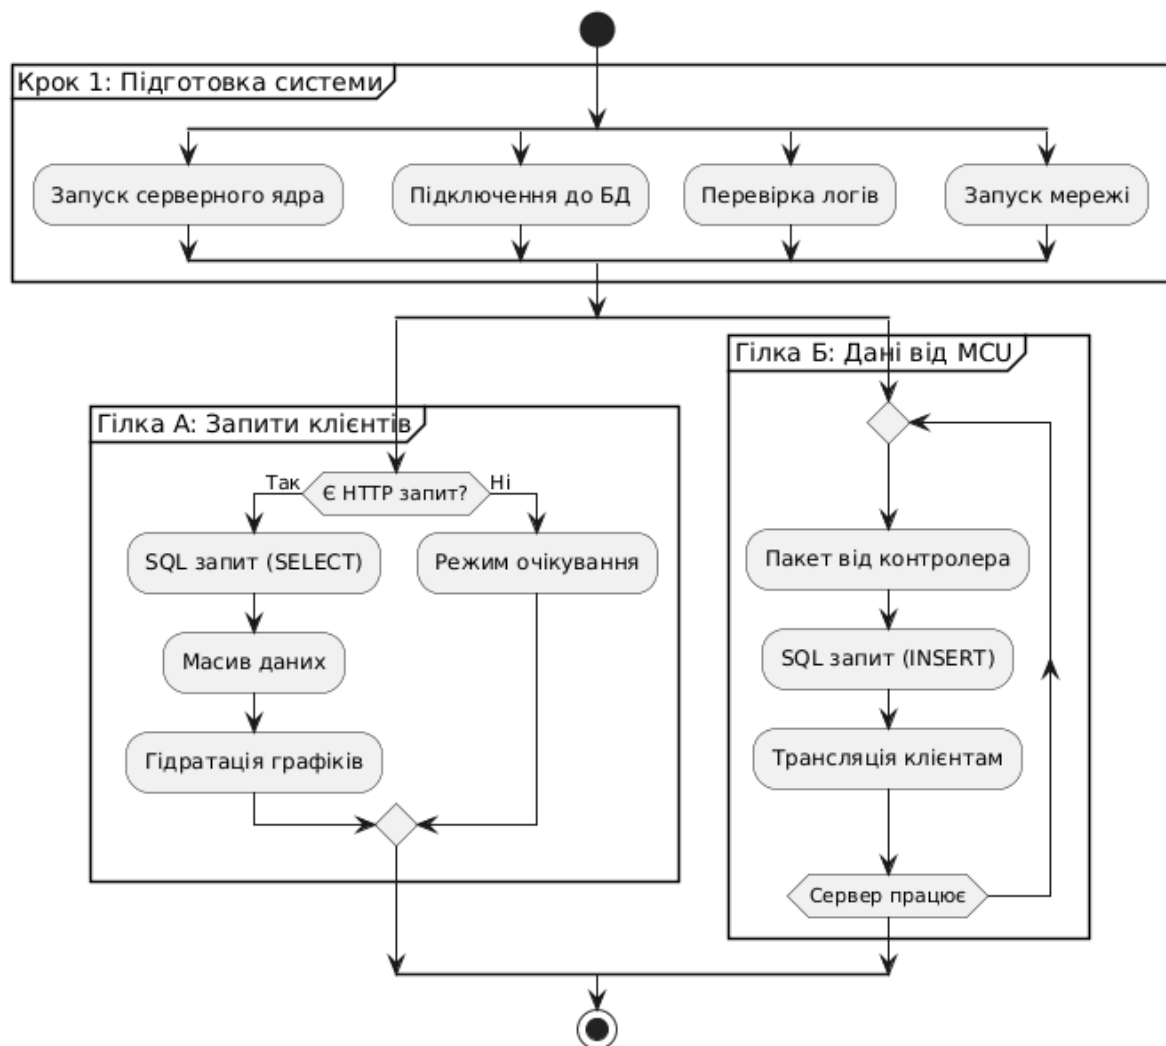 Крок 1: Підготовка системи
Запуск серверного ядра
Підключення до БД
Перевірка логів
Запуск мережі
Гілка А: Запити клієнтів
Є HTTP запит?
Так
Ні
SQL запит (SELECT)
Режим очікування
Масив даних
Гідратація графіків
Гілка Б: Дані від MCU
Пакет від контролера
SQL запит (INSERT)
Трансляція клієнтам
Сервер працює